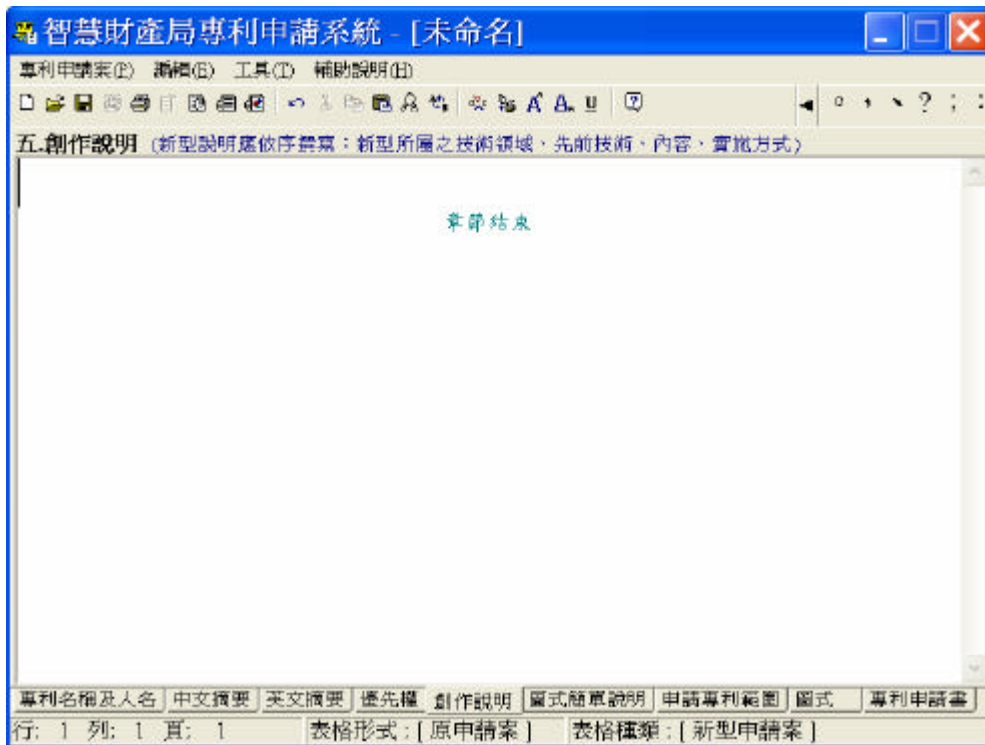 智慧財產局專利申請系統 - [未命名]
專利申請案(P) 編輯(E) 工具(T) 輔助說明(H)
。 , 、 ? ; :
五.創作說明 (新型說明應依序撰寫：新型所屬之技術領域、先前技術、內容、實施方式)
章節結束
專利名稱及人名 中文摘要 英文摘要 優先權 創作說明 圖式簡單說明 申請專利範圍 圖式 專利申請書
行: 1 列: 1 頁: 1 表格形式 : [ 原申請案 ] 表格種類 : [ 新型申請案 ]